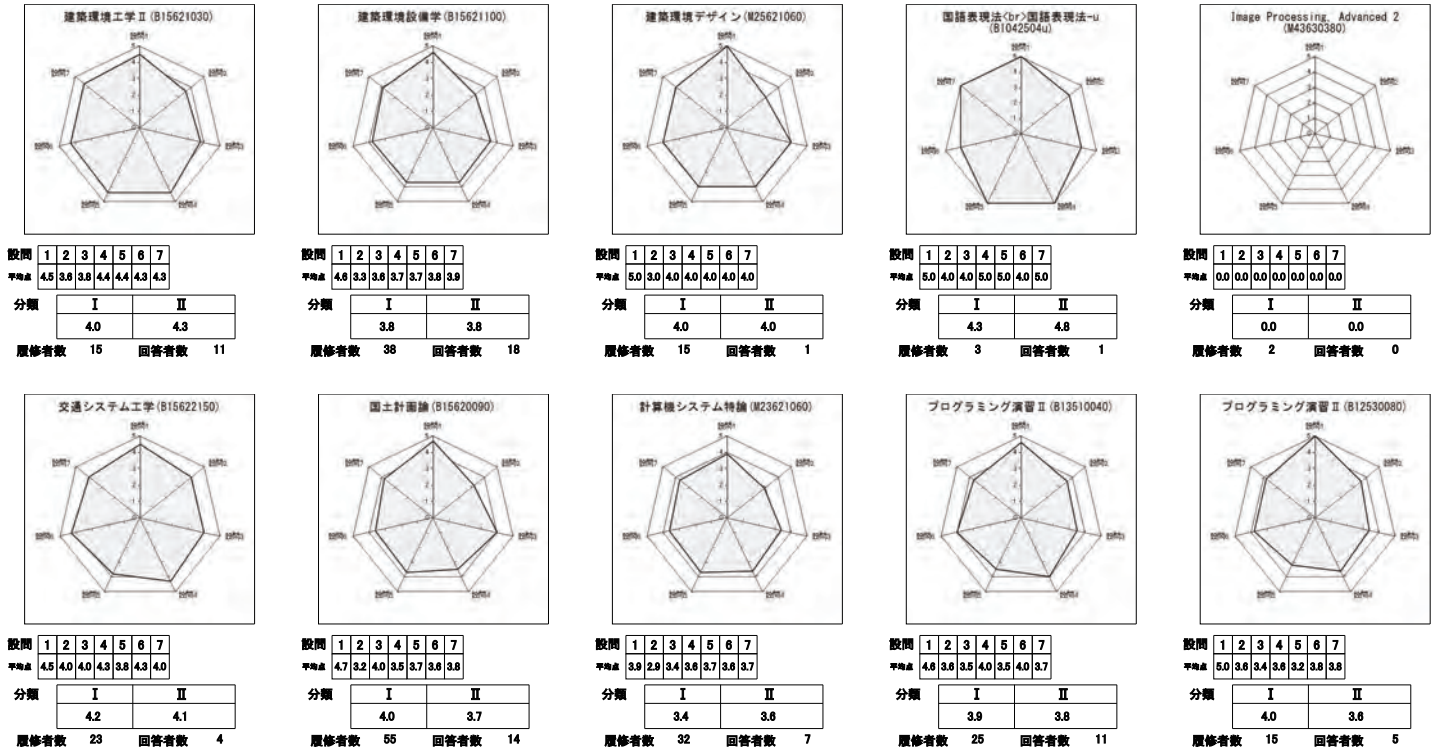 建築環境工学Ⅱ(B15621030)
設問1
設問 1 2 3 4 5 6 7
平均点 4.5 3.6 3.8 4.4 4.4 4.3 4.3
分類 Ⅰ Ⅱ
4.0 4.3
履修者数 15 回答者数 11
建築環境設備学(B15621100)
設問 1 2 3 4 5 6 7
平均点 4.6 3.3 3.6 3.7 3.7 3.8 3.9
分類 Ⅰ Ⅱ
3.8 3.8
履修者数 38 回答者数 18
建築環境デザイン(M25621060)
設問 1 2 3 4 5 6 7
平均点 5.0 3.0 4.0 4.0 4.0 4.0 4.0
分類 Ⅰ Ⅱ
4.0 4.0
履修者数 15 回答者数 1
国語表現法<br>国語表現法-u
(B1042504u)
設問 1 2 3 4 5 6 7
平均点 5.0 4.0 4.0 5.0 5.0 4.0 5.0
分類 Ⅰ Ⅱ
4.3 4.8
履修者数 3 回答者数 1
Image Processing, Advanced 2
(M43630380)
設問 1 2 3 4 5 6 7
平均点 0.0 0.0 0.0 0.0 0.0 0.0 0.0
分類 Ⅰ Ⅱ
0.0 0.0
履修者数 2 回答者数 0
交通システム工学(B15622150)
設問 1 2 3 4 5 6 7
平均点 4.5 4.0 4.0 4.3 3.8 4.3 4.0
分類 Ⅰ Ⅱ
4.2 4.1
履修者数 23 回答者数 4
国土計画論(B15620090)
設問 1 2 3 4 5 6 7
平均点 4.7 3.2 4.0 3.5 3.7 3.6 3.8
分類 Ⅰ Ⅱ
4.0 3.7
履修者数 55 回答者数 14
計算機システム特論(M23621060)
設問 1 2 3 4 5 6 7
平均点 3.9 2.9 3.4 3.6 3.7 3.6 3.7
分類 Ⅰ Ⅱ
3.4 3.6
履修者数 32 回答者数 7
プログラミング演習Ⅱ(B13510040)
設問 1 2 3 4 5 6 7
平均点 4.6 3.6 3.5 4.0 3.5 4.0 3.7
分類 Ⅰ Ⅱ
3.9 3.8
履修者数 25 回答者数 11
プログラミング演習Ⅱ(B12530080)
設問 1 2 3 4 5 6 7
平均点 5.0 3.6 3.4 3.6 3.2 3.8 3.8
分類 Ⅰ Ⅱ
4.0 3.6
履修者数 15 回答者数 5